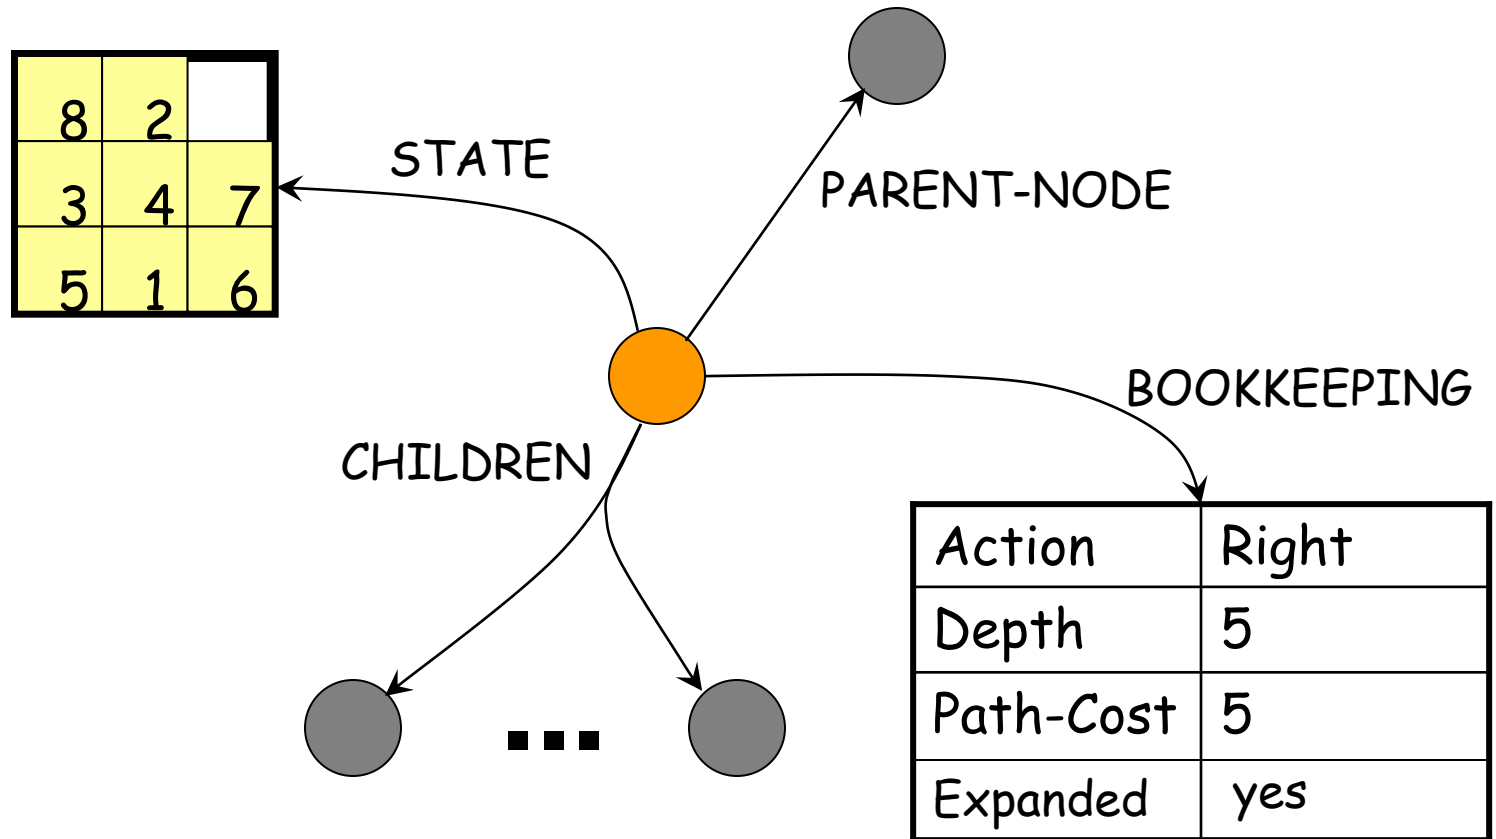 8 2
3 4 7
5 1 6
STATE
PARENT-NODE
BOOKKEEPING
CHILDREN
Action Right
Depth 5
Path-Cost 5
Expanded yes